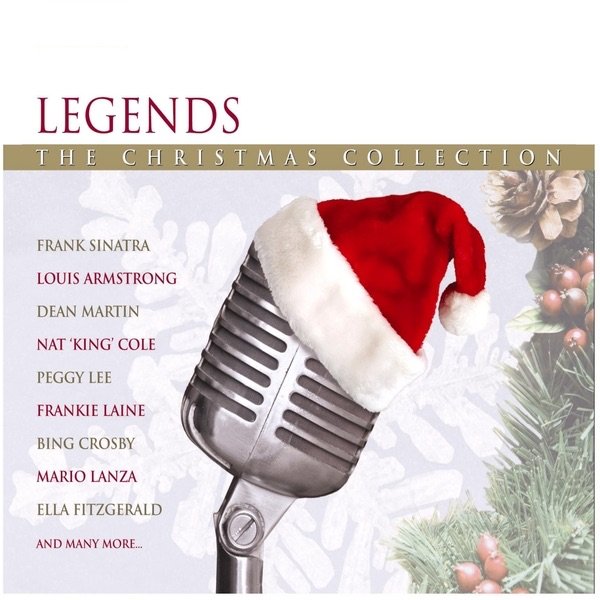 LEGENDS
THE CHRISTMAS COLLECTION
FRANK SINATRA
LOUIS ARMSTRONG
DEAN MARTIN
NAT ‘KING’ COLE
PEGGY LEE
FRANKIE LAINE
BING CROSBY
MARIO LANZA
ELLA FITZGERALD
AND MANY MORE...